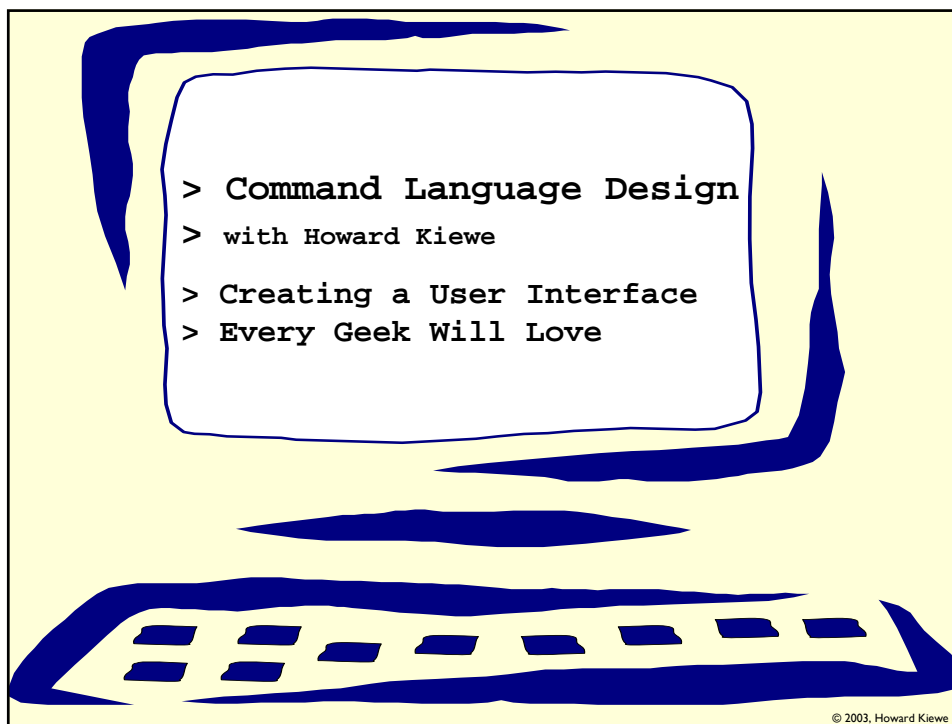 > Command Language Design
> with Howard Kiewe
> Creating a User Interface
> Every Geek Will Love
© 2003, Howard Kiewe